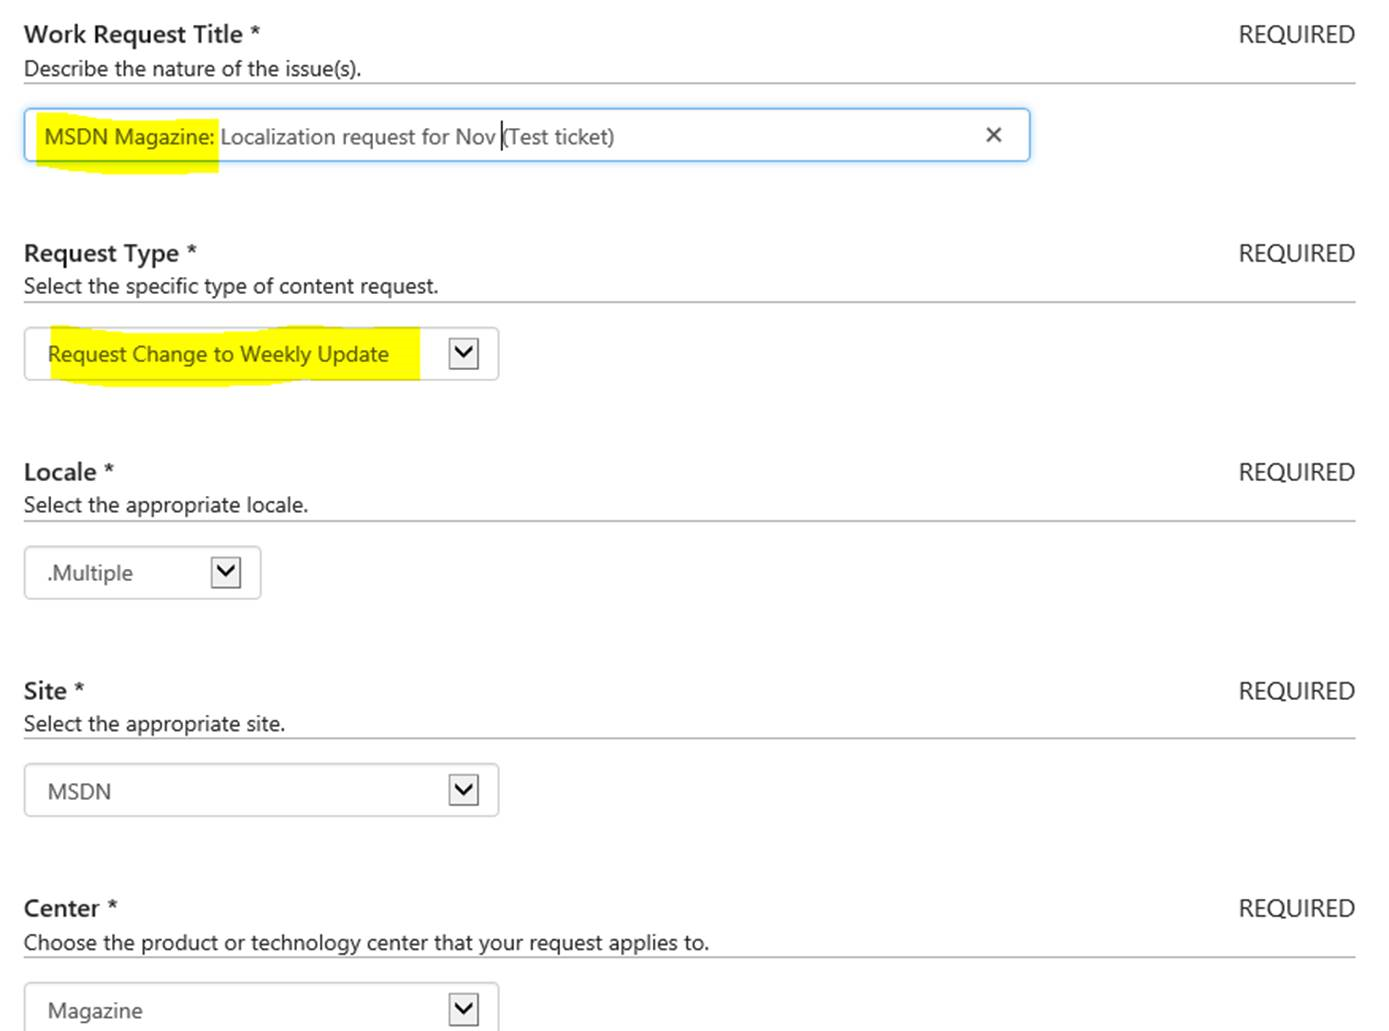 Work Request Title * REQUIRED
Describe the nature of the issue(s).
MSDN Magazine: Localization request for Nov (Test ticket)
Request Type * REQUIRED
Select the specific type of content request.
Request Change to Weekly Update
Locale * REQUIRED
Select the appropriate locale.
.Multiple
Site * REQUIRED
Select the appropriate site.
MSDN
Center * REQUIRED
Choose the product or technology center that your request applies to.
Magazine